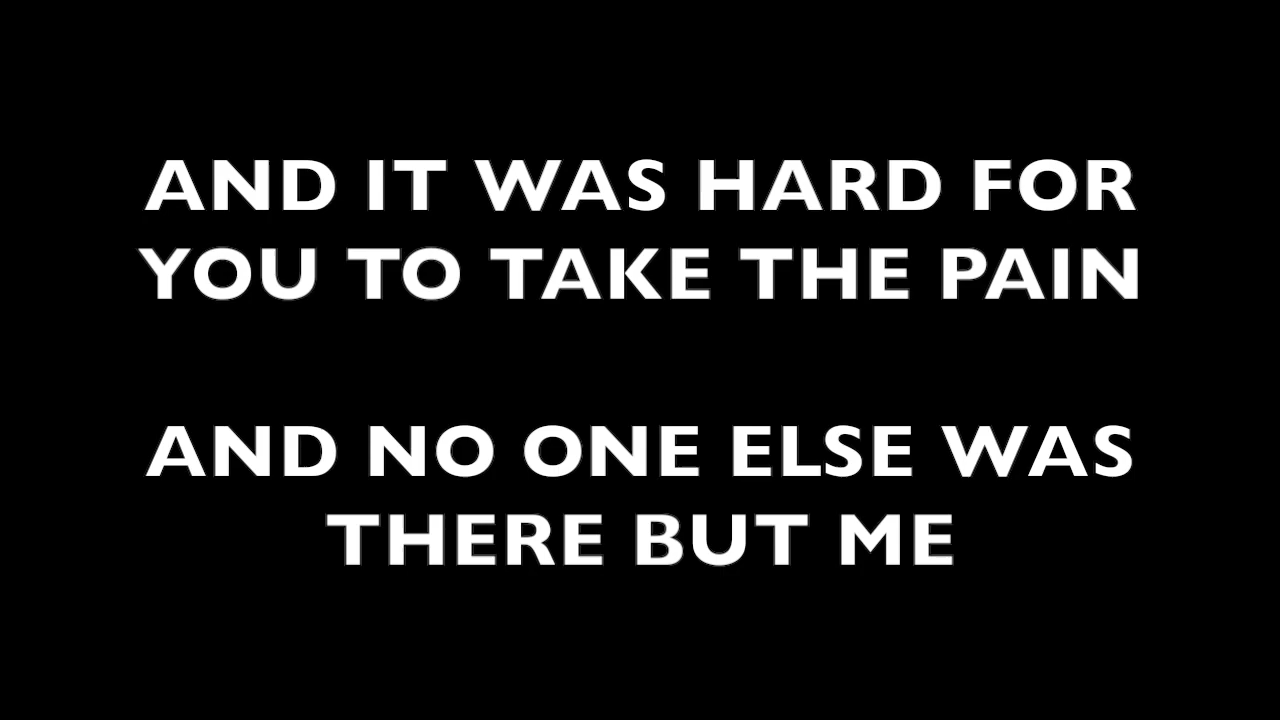 AND IT WAS HARD FOR
YOU TO TAKE THE PAIN
AND NO ONE ELSE WAS
THERE BUT ME